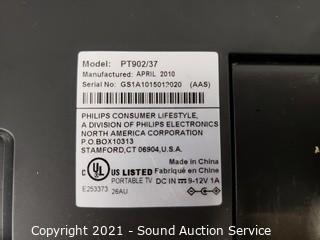 Model: PT902/37
Manufactured: APRIL 2010
Serial No: GS1A1015012020 (AAS)
PHILIPS CONSUMER LIFESTYLE,
A DIVISION OF PHILIPS ELECTRONICS
NORTH AMERICA CORPORATION
P.O.BOX10313
STAMFORD,CT 06904,U.S.A.
Made in China
c UL US LISTED Fabriqué en Chine
PORTABLE TV DC IN 9-12V 1A
E253373 26AU
Copyright 2021 - Sound Auction Service